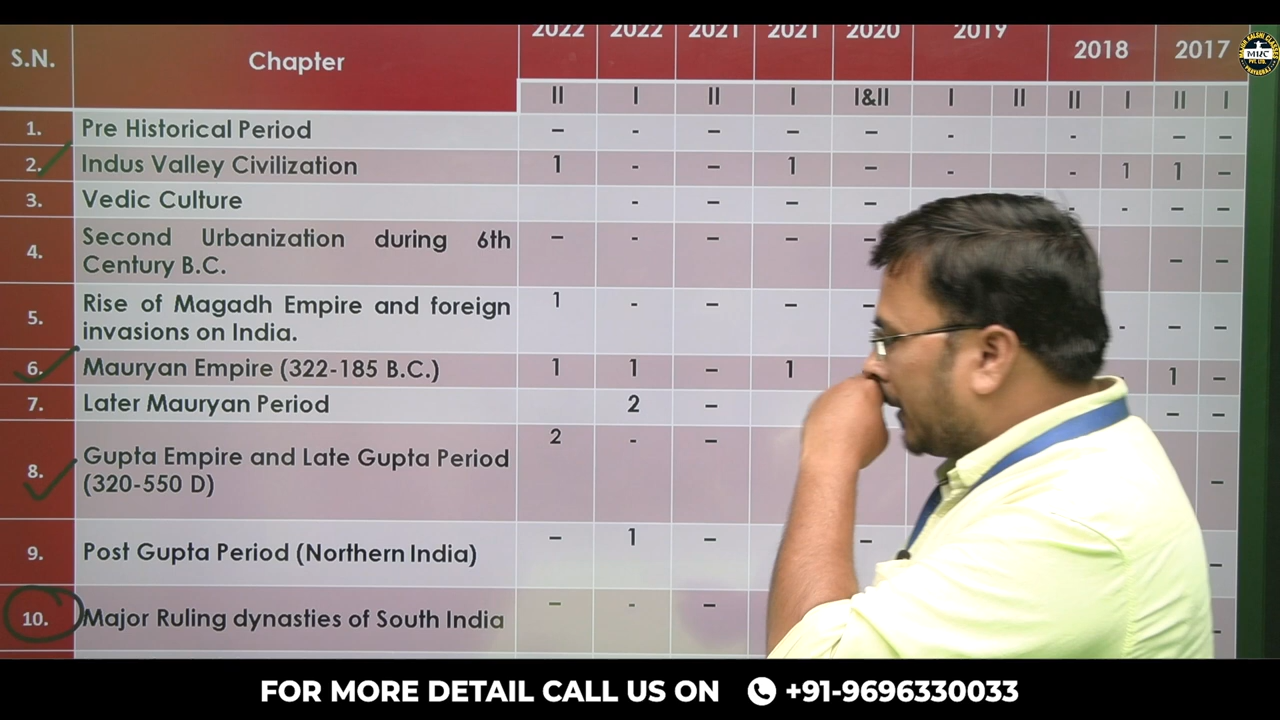 S.N. Chapter 2022 2022 2021 2021 2020 2019 2018 2017
II I II I I&II I II II I II I
1. Pre Historical Period – - – – – - - – –
2. Indus Valley Civilization 1 - – 1 – - - 1 1 –
3. Vedic Culture - – – – - - – –
4. Second Urbanization during 6th – - – – – – –
Century B.C.
5. Rise of Magadh Empire and foreign 1 - – – – - – –
invasions on India.
6. Mauryan Empire (322-185 B.C.) 1 1 – 1 - 1 –
7. Later Mauryan Period 2 – – –
8. Gupta Empire and Late Gupta Period 2 - – –
(320-550 D)
9. Post Gupta Period (Northern India) – 1 – – –
10. Major Ruling dynasties of South India – - – -
FOR MORE DETAIL CALL US ON +91-9696330033